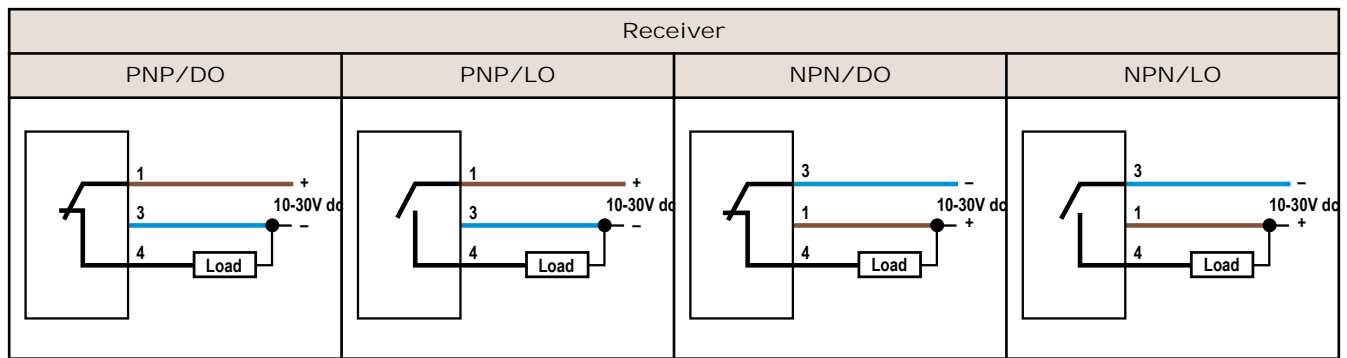 Receiver
PNP/DO
PNP/LO
NPN/DO
NPN/LO
1
+
10-30V dc
3
–
4
Load
1
+
10-30V dc
3
–
4
Load
3
–
10-30V dc
1
+
4
Load
3
–
10-30V dc
1
+
4
Load